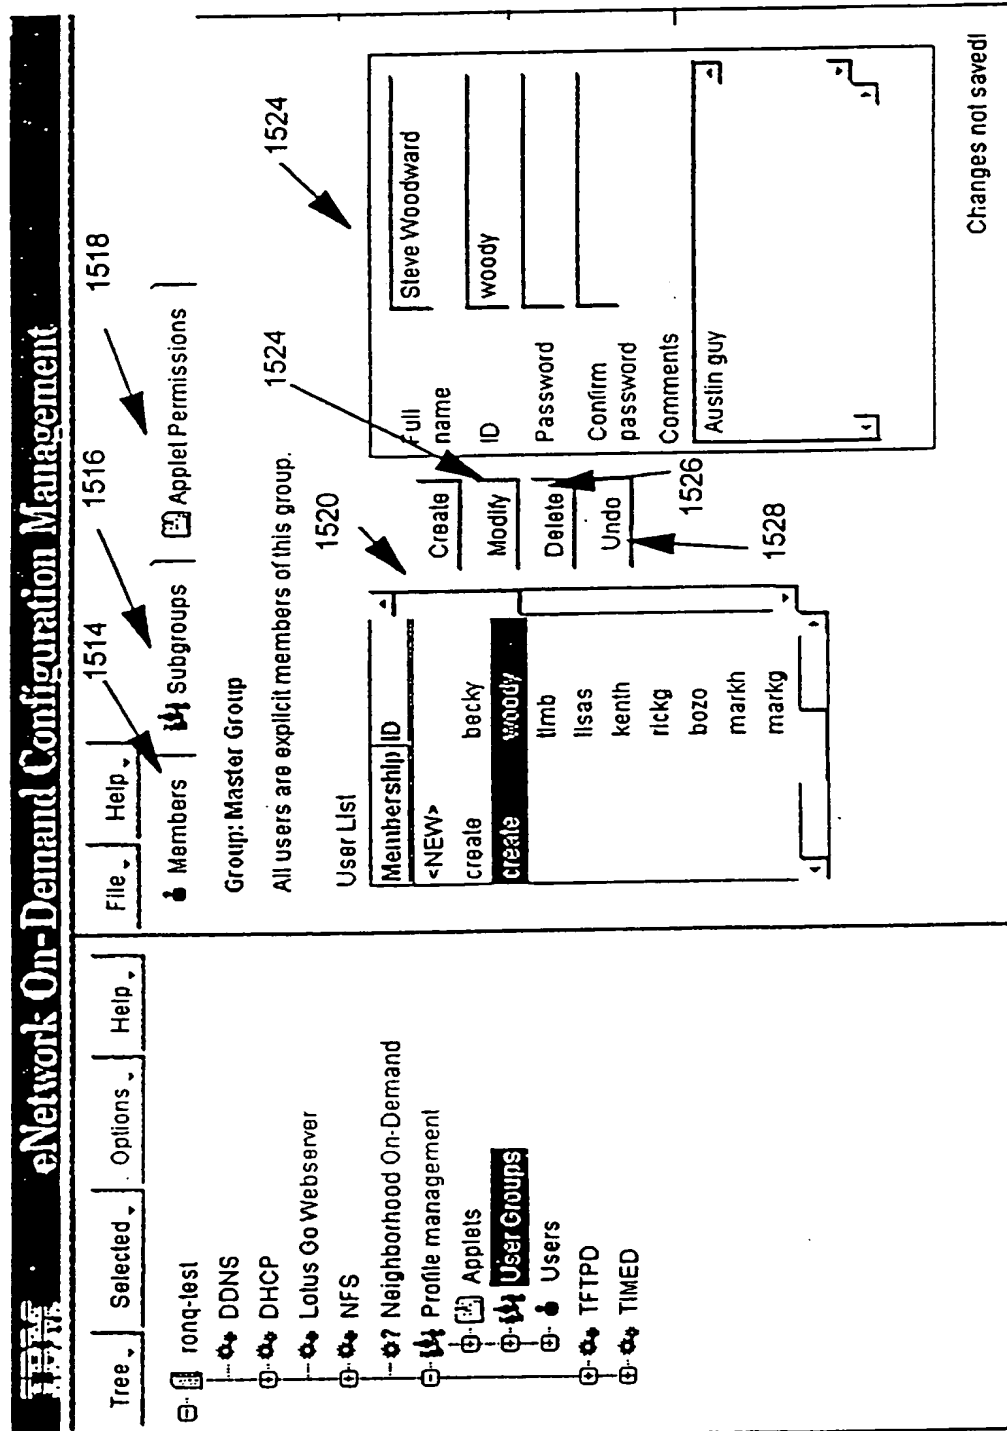 IBM
eNetwork On-Demand Configuration Management
Tree Selected Options Help
ronq-test
DDNS
DHCP
Lotus Go Webserver
NFS
? Neighborhood On-Demand
Profile management
Applets
User Groups
Users
TFTPD
TIMED
File Help
1514
1516
1518
Members Subgroups Applet Permissions
Group: Master Group
All users are explicit members of this group.
User List
1520
1524
1524
Membership ID
<NEW>
create becky
create woody
tlrmb
llsas
kenth
rickg
bozo
markh
markg
Create
Modify
Delete
Undo
1526
1528
Full name Steve Woodward
ID woody
Password
Confirm password
Comments
Austin guy
Changes not saved!